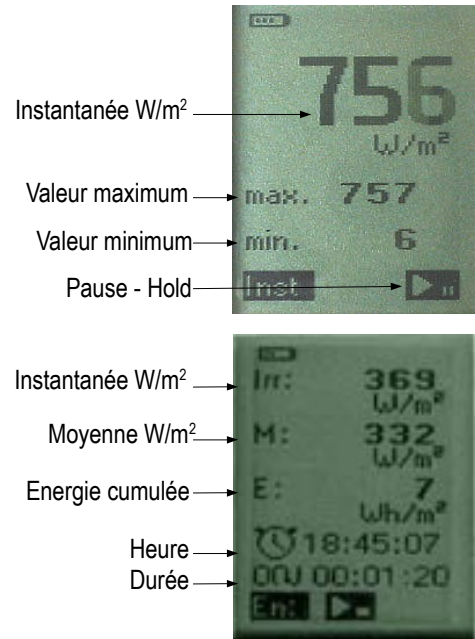 Instantanée W/m²
756
W/m²
Valeur maximum
max. 757
Valeur minimum
min. 6
Pause - Hold
Inst
Instantanée W/m²
Irr: 369
W/m²
Moyenne W/m²
M: 332
W/m²
Energie cumulée
E: 7
Wh/m²
Heure
18:45:07
Durée
00:01:20
En: